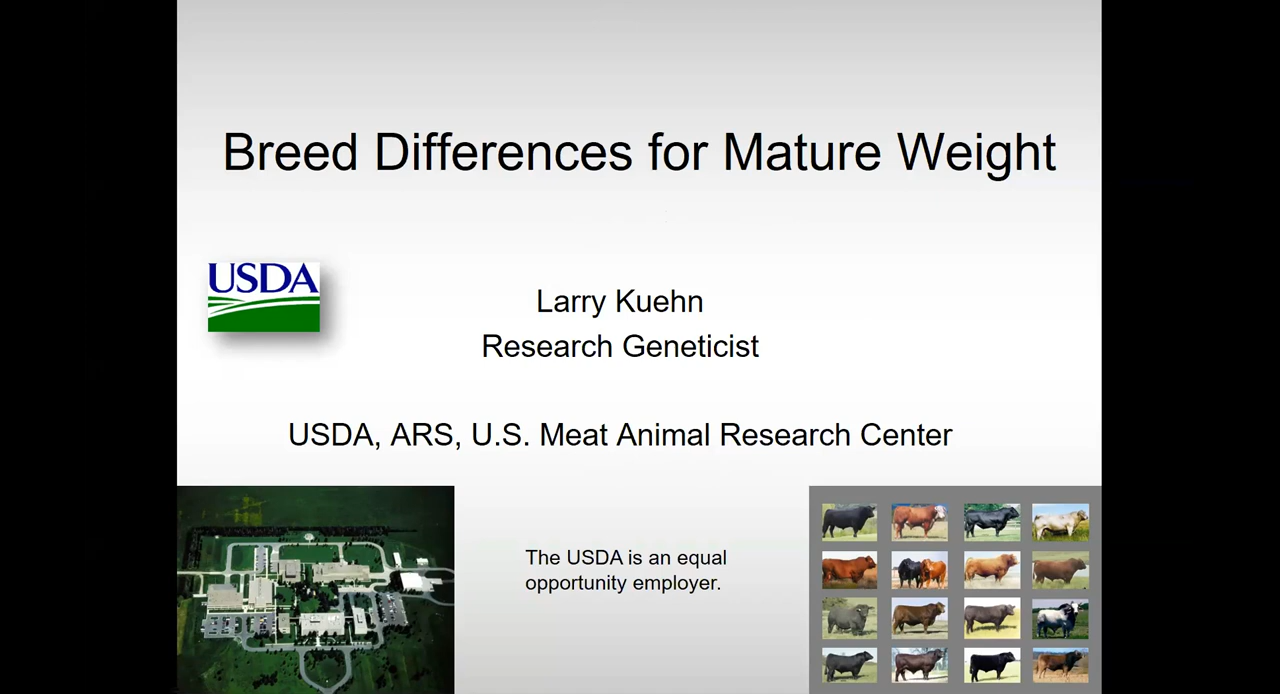 Breed Differences for Mature Weight
USDA
Larry Kuehn
Research Geneticist
USDA, ARS, U.S. Meat Animal Research Center
The USDA is an equal
opportunity employer.